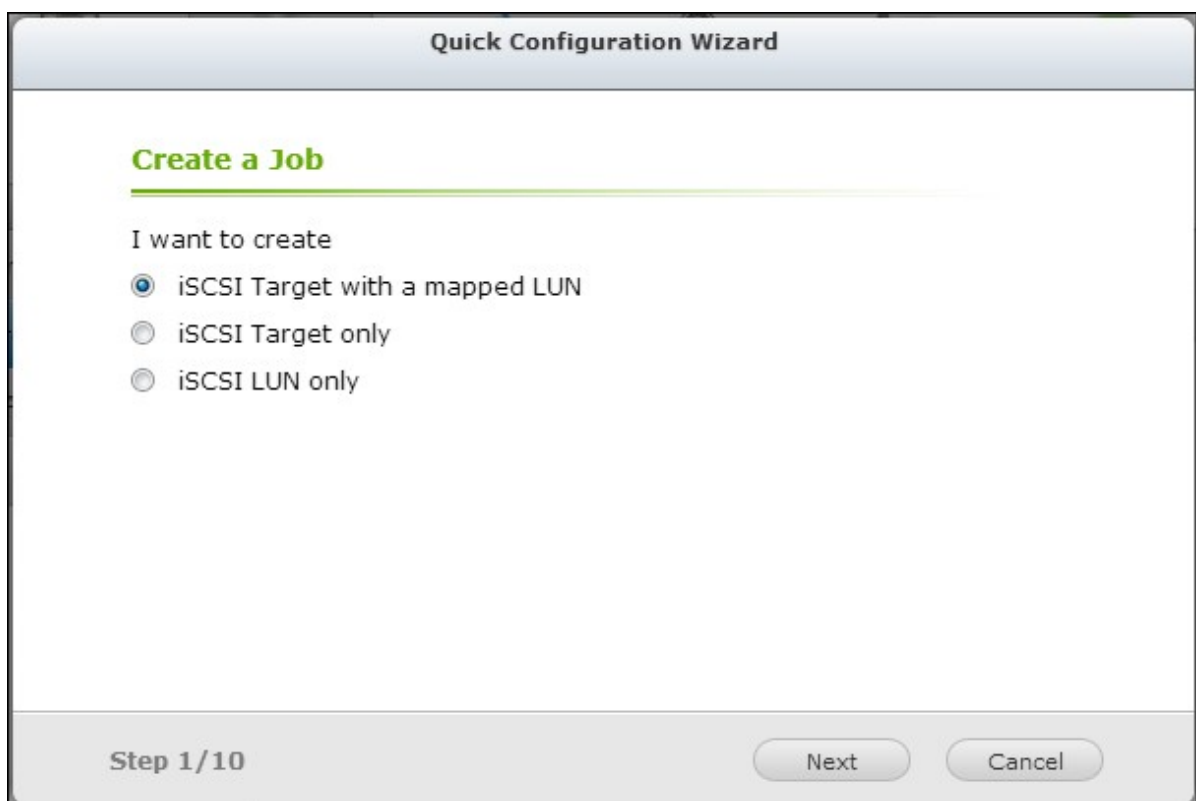 Quick Configuration Wizard
Create a Job
I want to create
iSCSI Target with a mapped LUN
iSCSI Target only
iSCSI LUN only
Step 1/10
Next
Cancel